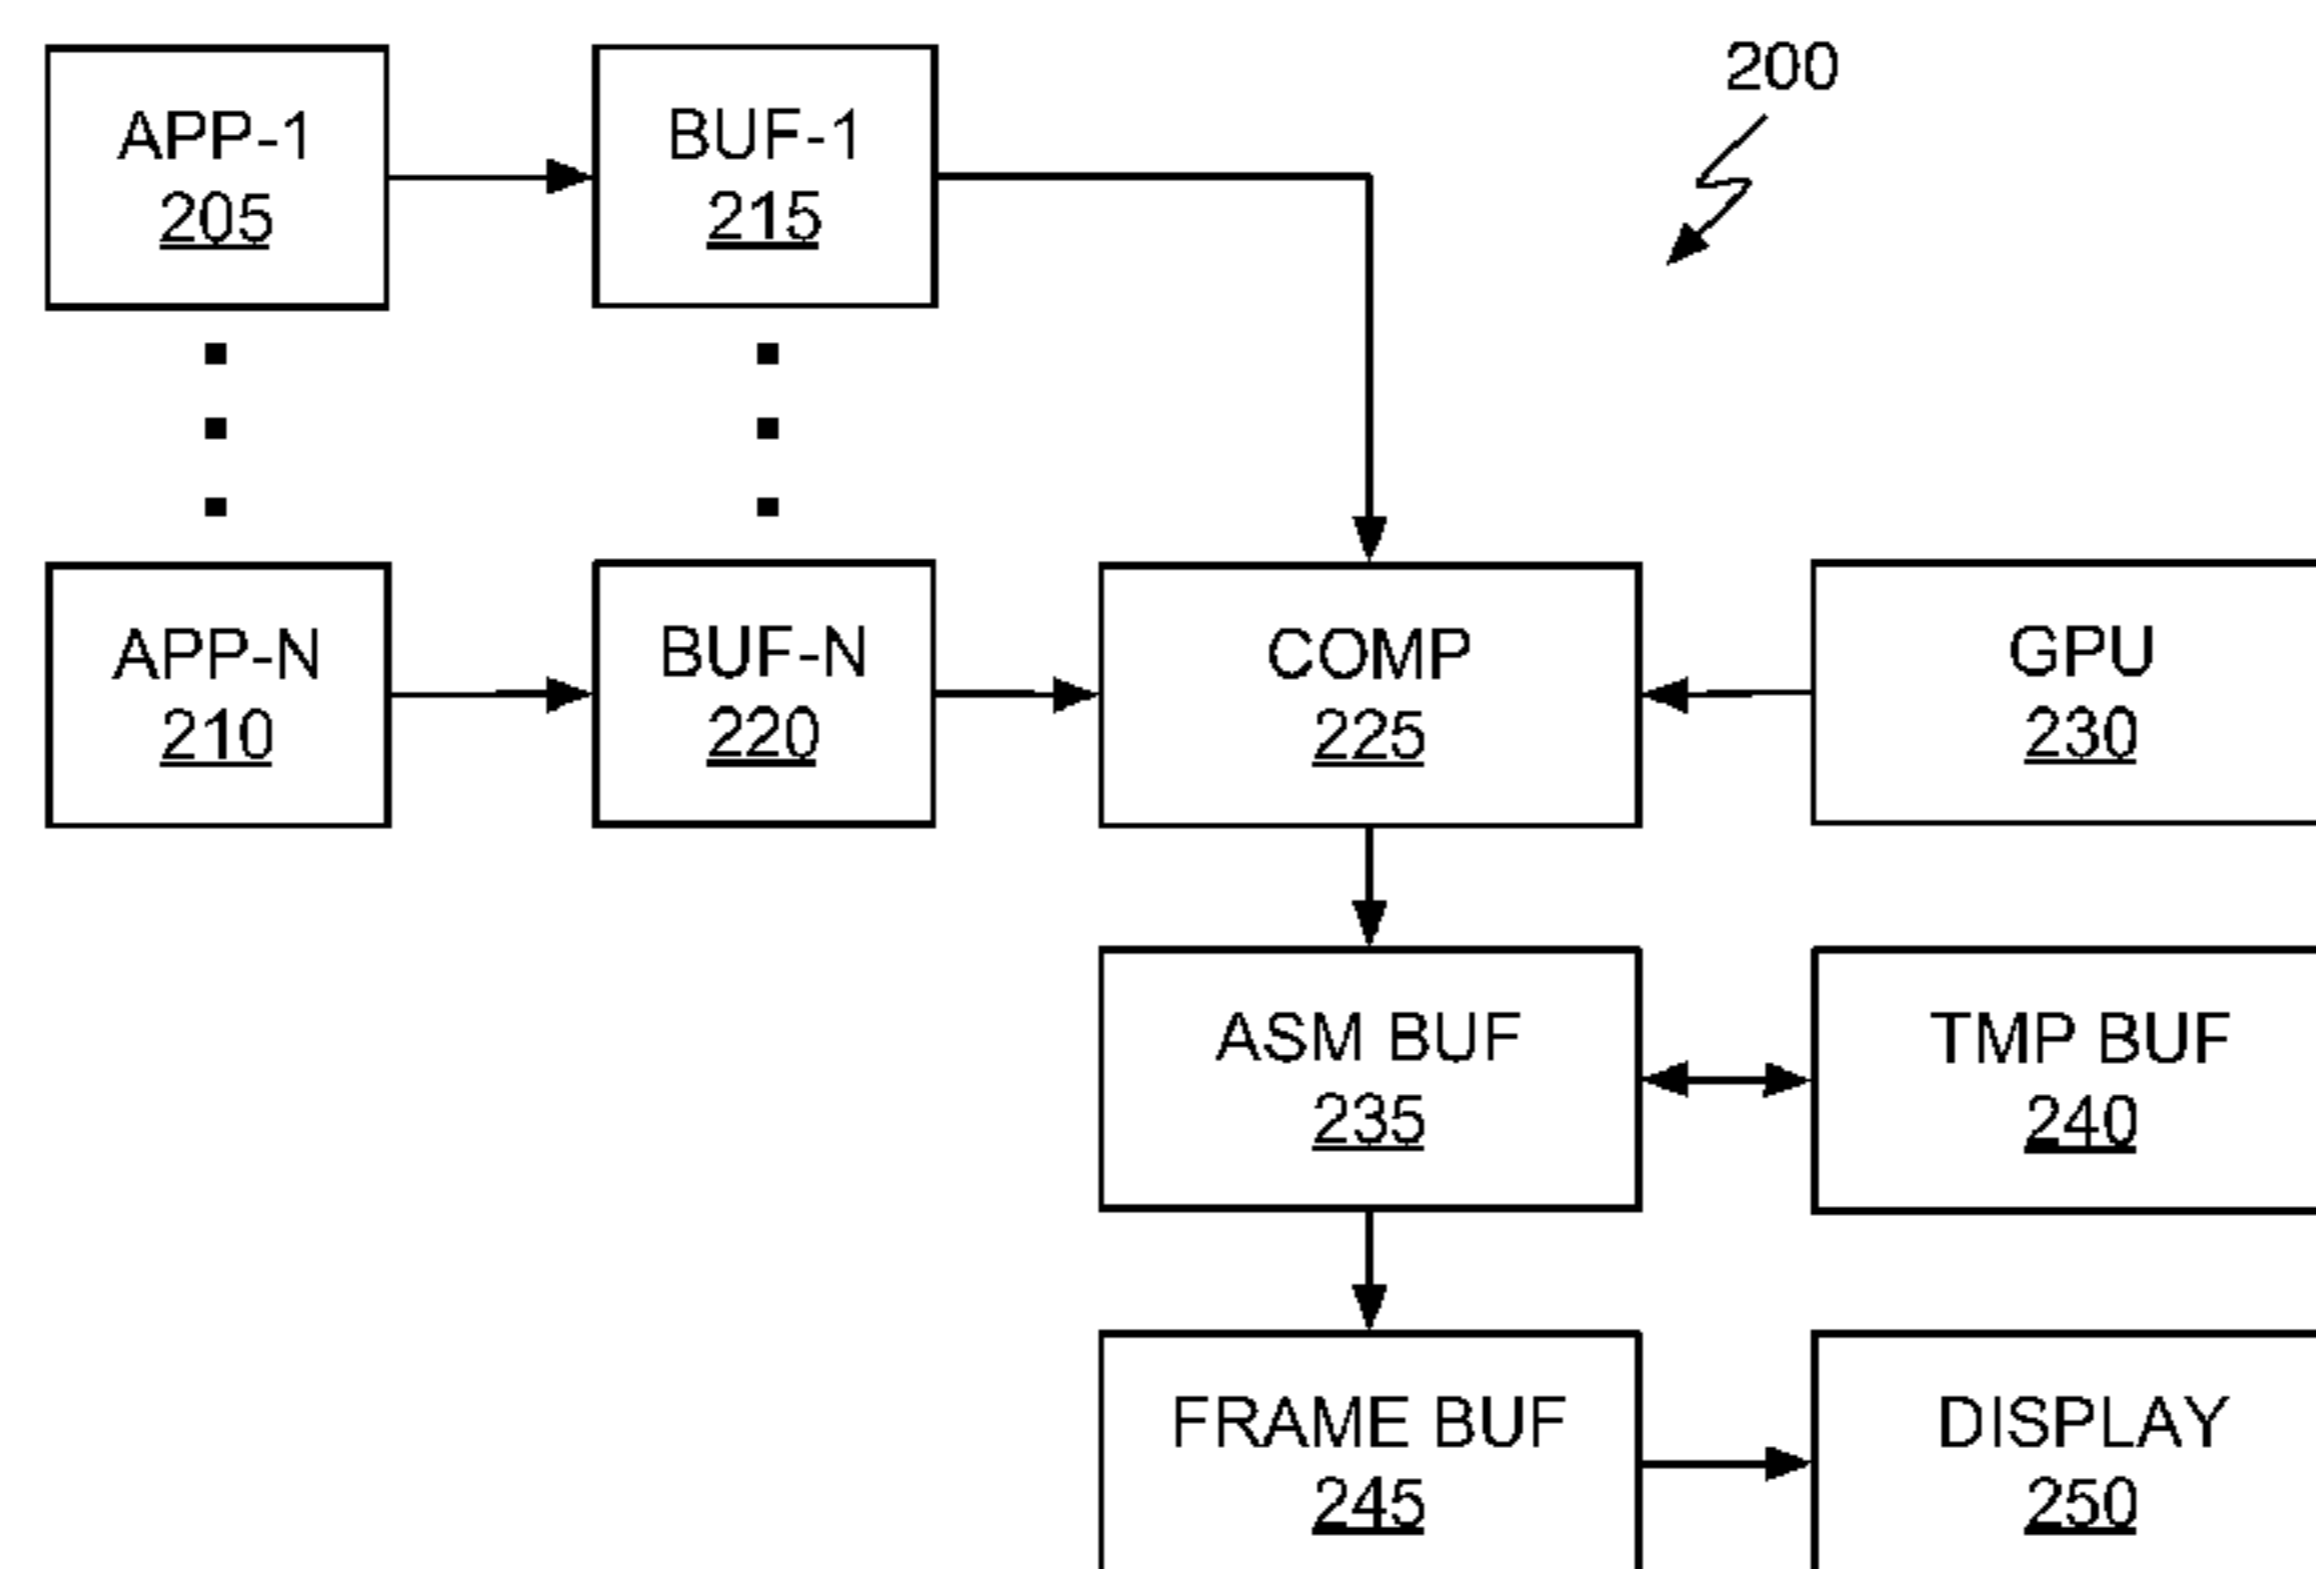 200
APP-1
205
BUF-1
215
APP-N
210
BUF-N
220
COMP
225
GPU
230
ASM BUF
235
TMP BUF
240
FRAME BUF
245
DISPLAY
250